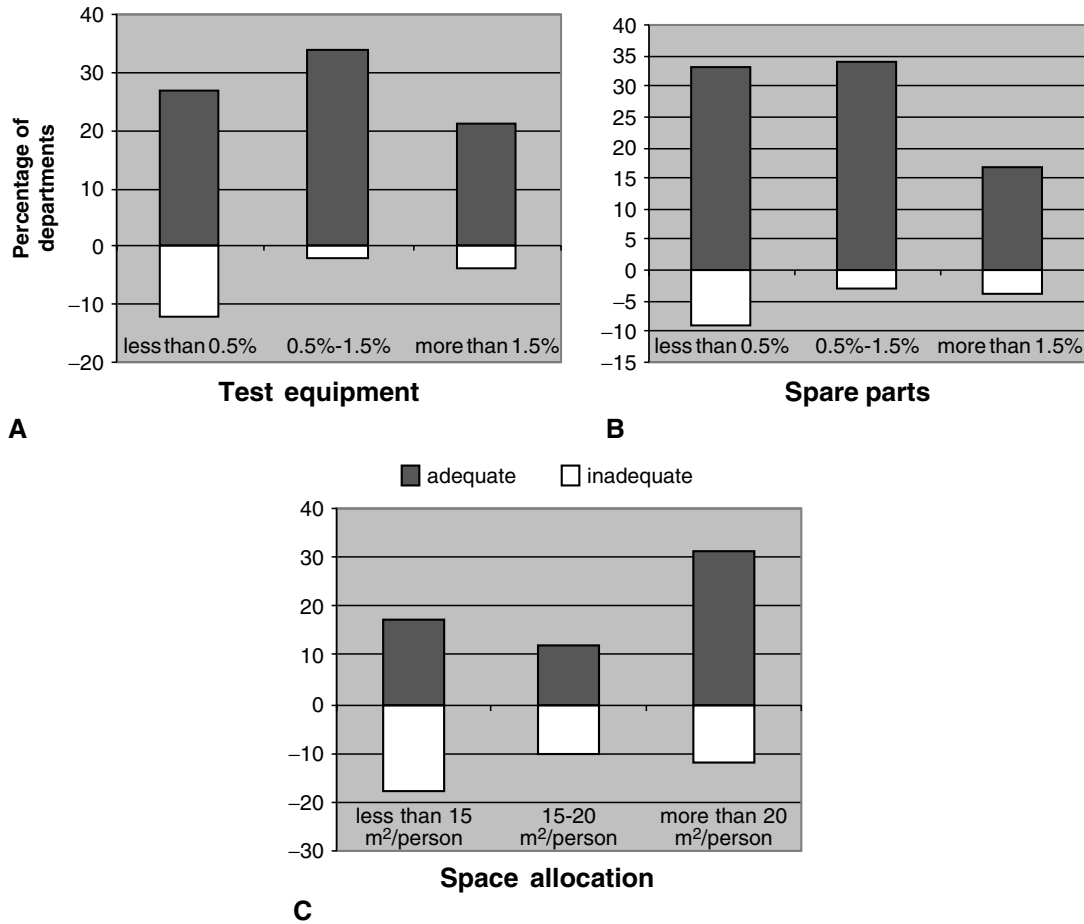 Percentage of
departments
40
30
20
10
0
−10
−20
less than 0.5% 0.5%-1.5% more than 1.5%
Test equipment
A
40
35
30
25
20
15
10
5
0
−5
−10
−15
less than 0.5% 0.5%-1.5% more than 1.5%
Spare parts
B
adequate inadequate
40
30
20
10
0
−10
−20
−30
less than 15 15-20 more than 20
m²/person m²/person m²/person
Space allocation
C